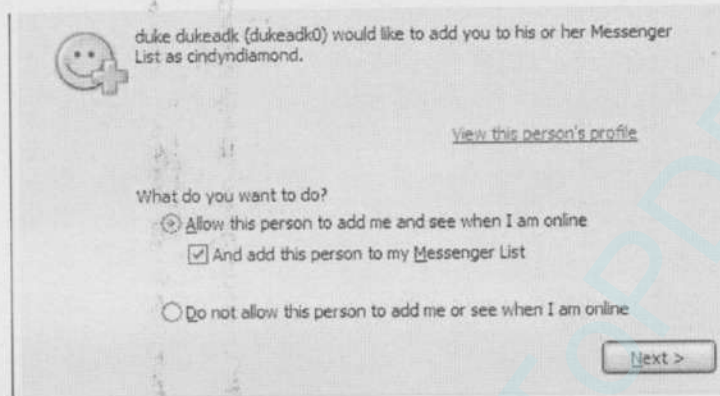 duke dukeadk (dukeadk0) would like to add you to his or her Messenger
List as cindyndiamond.
View this person's profile
What do you want to do?
Allow this person to add me and see when I am online
And add this person to my Messenger List
Do not allow this person to add me or see when I am online
Next >